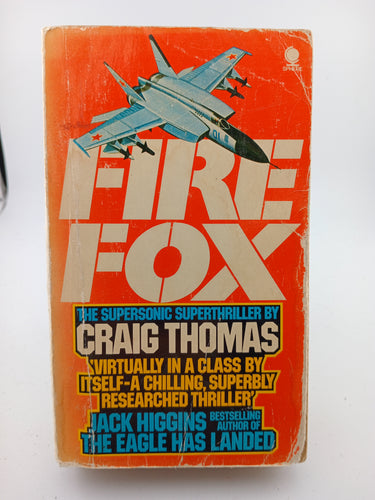 SPHERE
FIRE
FOX
THE SUPERSONIC SUPERTHRILLER BY
CRAIG THOMAS
'VIRTUALLY IN A CLASS BY
ITSELF-A CHILLING, SUPERBLY
RESEARCHED THRILLER'
JACK HIGGINS BESTSELLING AUTHOR OF
THE EAGLE HAS LANDED